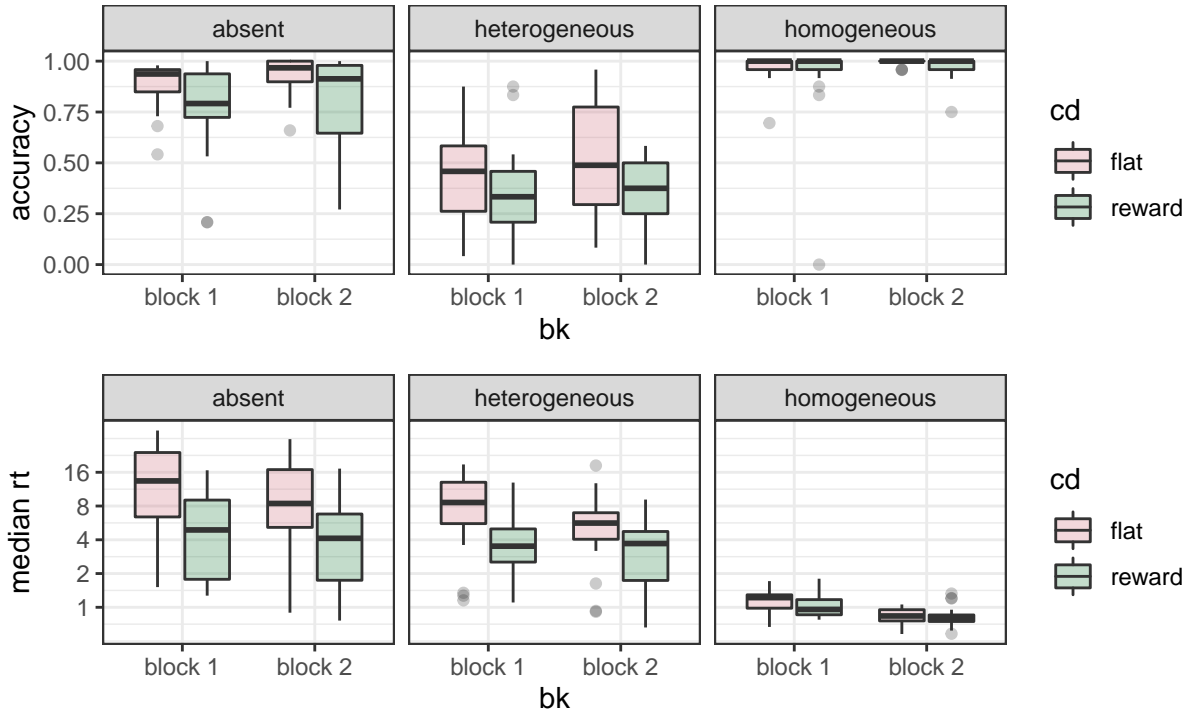 absent heterogeneous homogeneous
accuracy
1.00
0.75
0.50
0.25
0.00
block 1 block 2 block 1 block 2 block 1 block 2
bk
cd
flat
reward
absent heterogeneous homogeneous
median rt
16
8
4
2
1
block 1 block 2 block 1 block 2 block 1 block 2
bk
cd
flat
reward